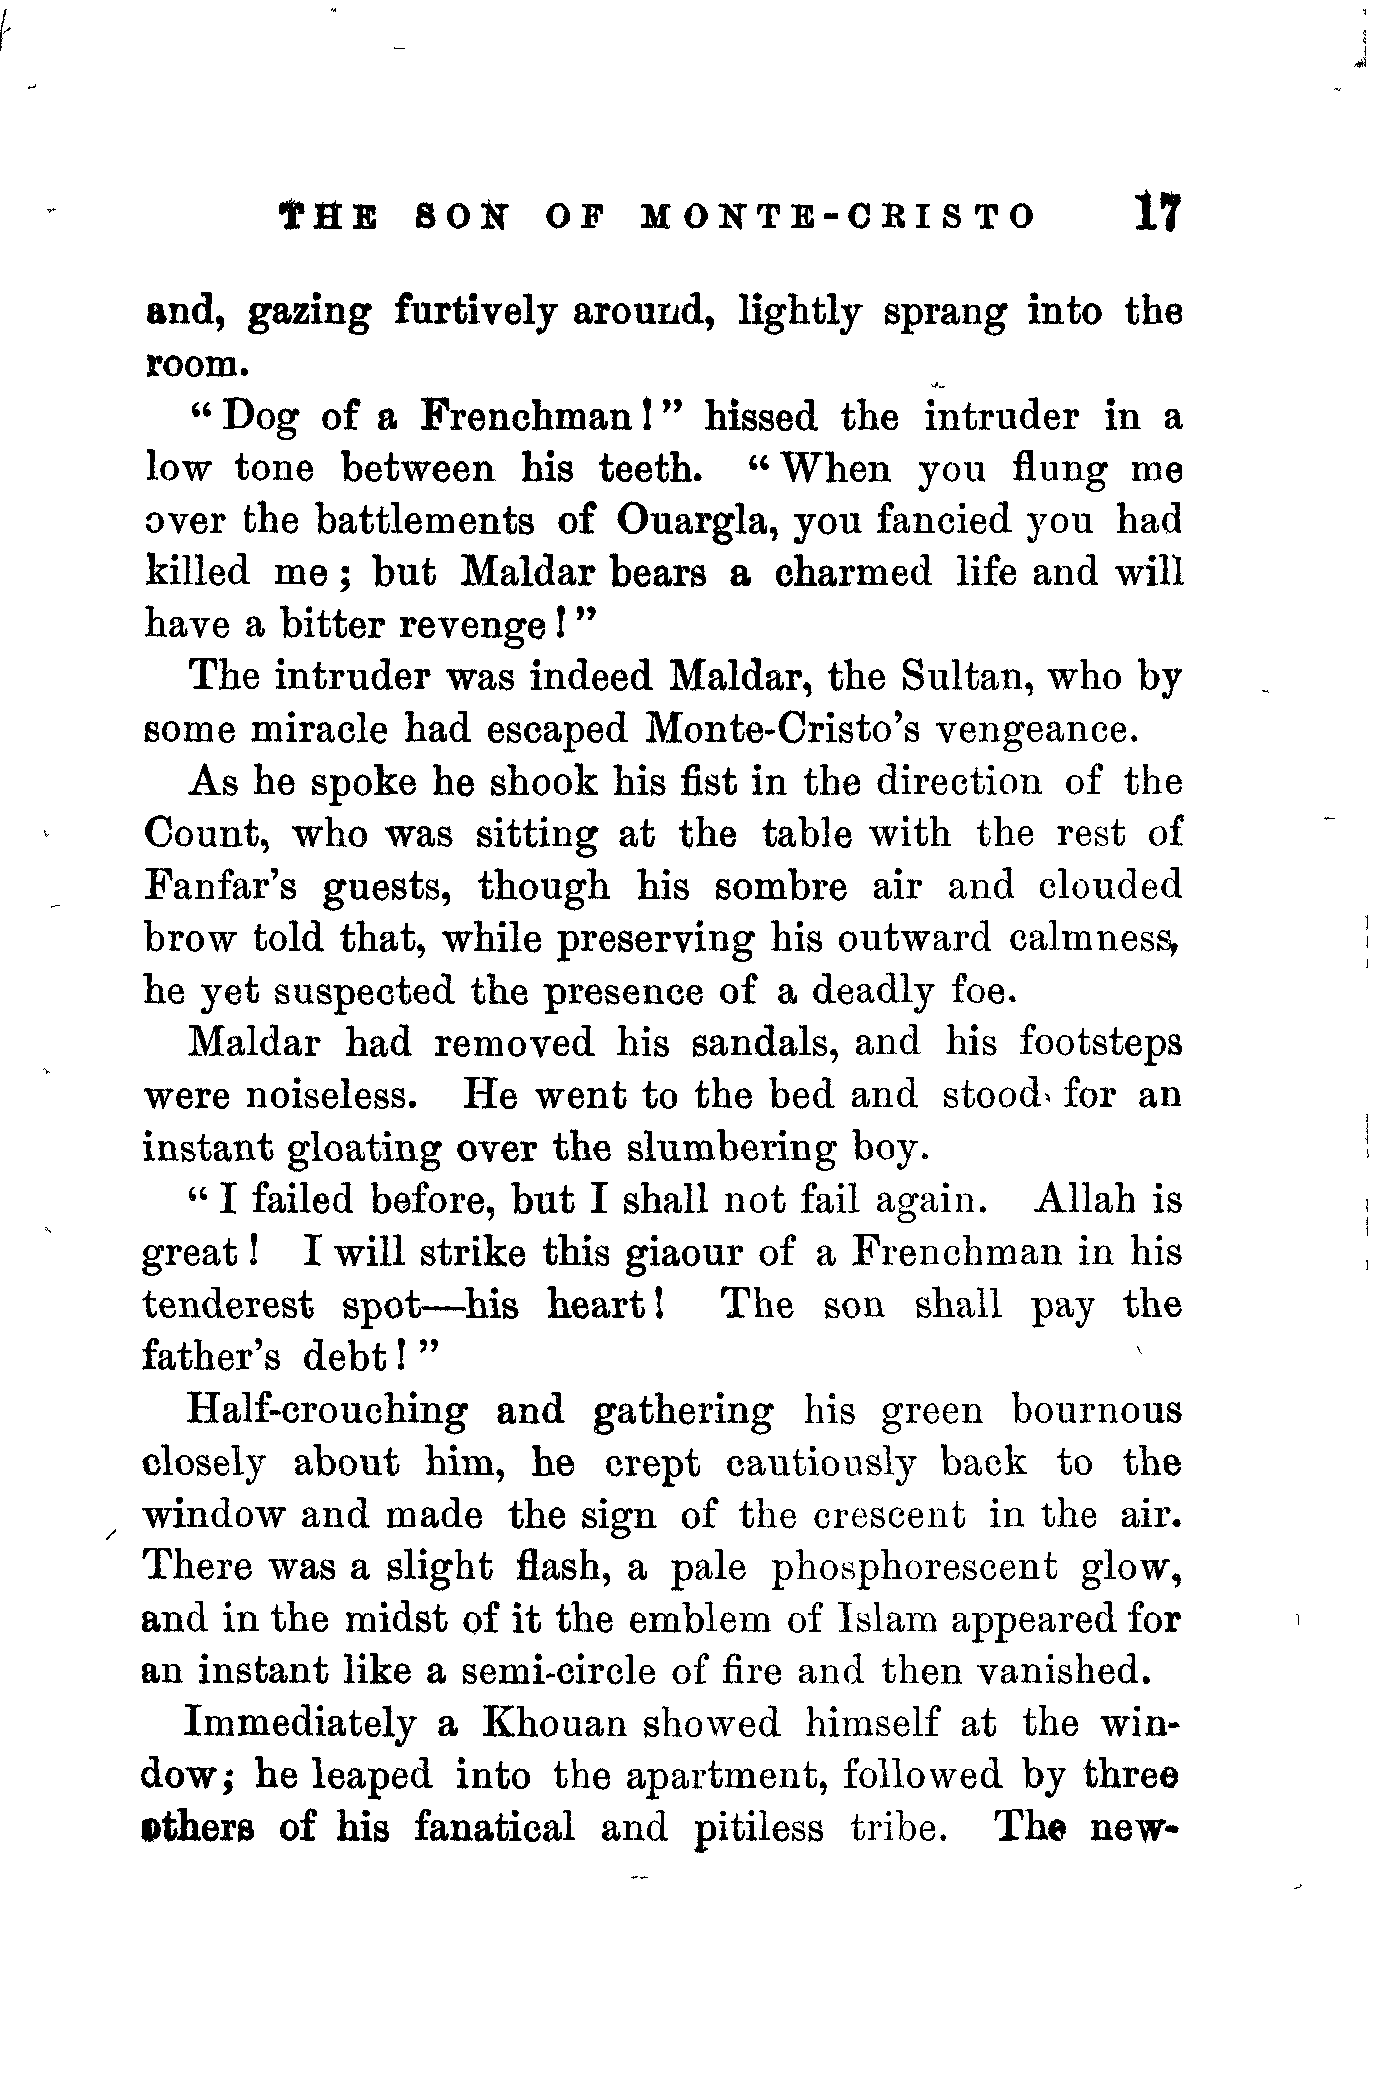 THE SON OF MONTE-CRISTO 17
and, gazing furtively around, lightly sprang into the
room.
“Dog of a Frenchman!” hissed the intruder in a
low tone between his teeth. “When you flung me
over the battlements of Ouargla, you fancied you had
killed me; but Maldar bears a charmed life and will
have a bitter revenge!”
The intruder was indeed Maldar, the Sultan, who by
some miracle had escaped Monte-Cristo’s vengeance.
As he spoke he shook his fist in the direction of the
Count, who was sitting at the table with the rest of
Fanfar’s guests, though his sombre air and clouded
brow told that, while preserving his outward calmness,
he yet suspected the presence of a deadly foe.
Maldar had removed his sandals, and his footsteps
were noiseless. He went to the bed and stood for an
instant gloating over the slumbering boy.
“I failed before, but I shall not fail again. Allah is
great! I will strike this giaour of a Frenchman in his
tenderest spot—his heart! The son shall pay the
father’s debt!”
Half-crouching and gathering his green bournous
closely about him, he crept cautiously back to the
window and made the sign of the crescent in the air.
There was a slight flash, a pale phosphorescent glow,
and in the midst of it the emblem of Islam appeared for
an instant like a semi-circle of fire and then vanished.
Immediately a Khouan showed himself at the win-
dow; he leaped into the apartment, followed by three
others of his fanatical and pitiless tribe. The new-